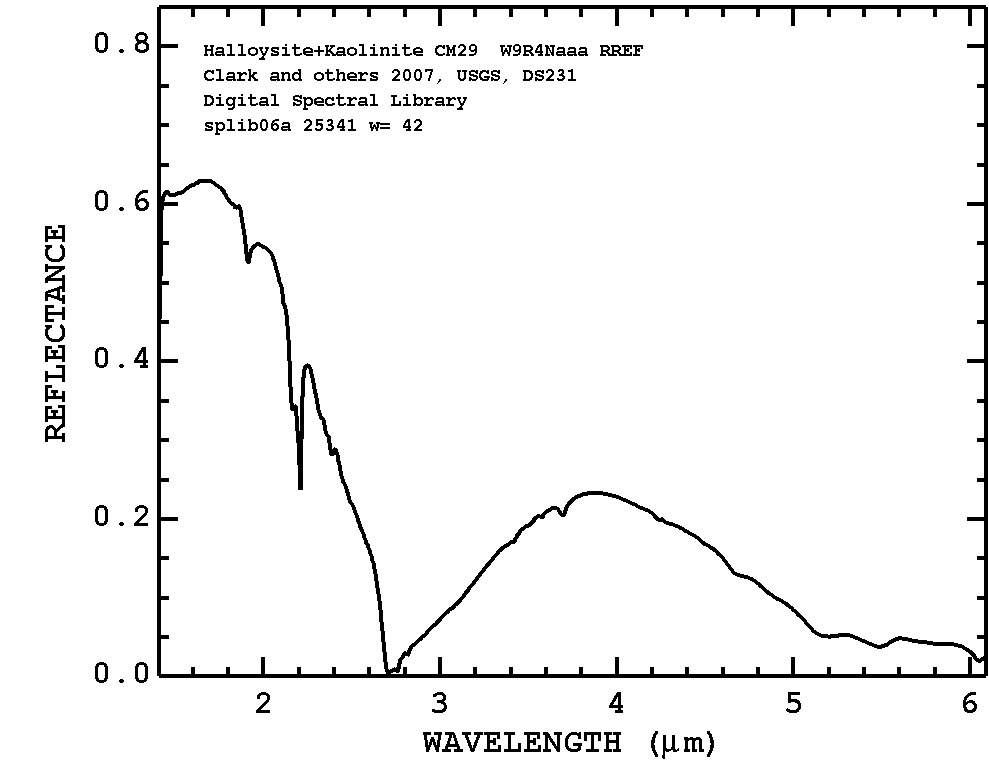 Halloysite+Kaolinite CM29 W9R4Naaa RREF
Clark and others 2007, USGS, DS231
Digital Spectral Library
splib06a 25341 w= 42
0.8
0.6
0.4
0.2
0.0
REFLECTANCE
2 3 4 5 6
WAVELENGTH (µm)